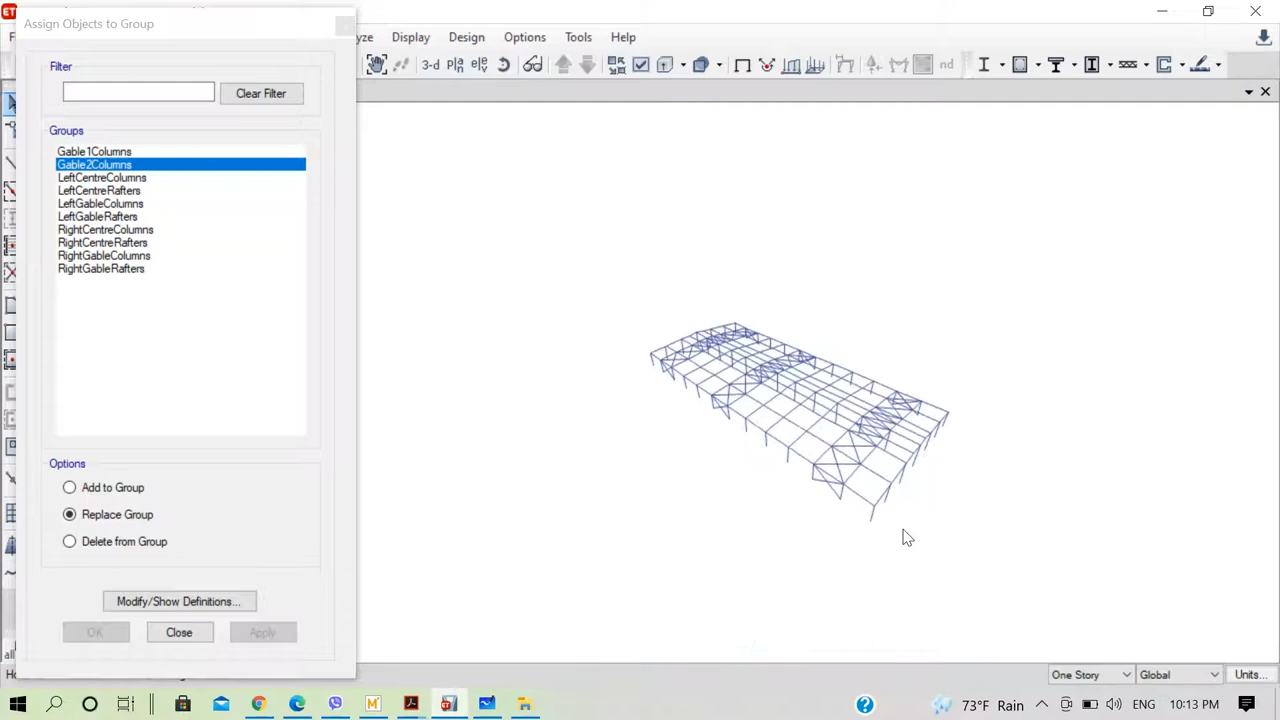 Assign Objects to Group
yze Display Design Options Tools Help
3-d Pla ele nd
Filter
Clear Filter
Groups
Gable1Columns
Gable2Columns
LeftCentreColumns
LeftCentreRafters
LeftGableColumns
LeftGableRafters
RightCentreColumns
RightCentreRafters
RightGableColumns
RightGableRafters
Options
Add to Group
Replace Group
Delete from Group
Modify/Show Definitions...
OK Close Apply
One Story Global Units...
73°F Rain 10:13 PM